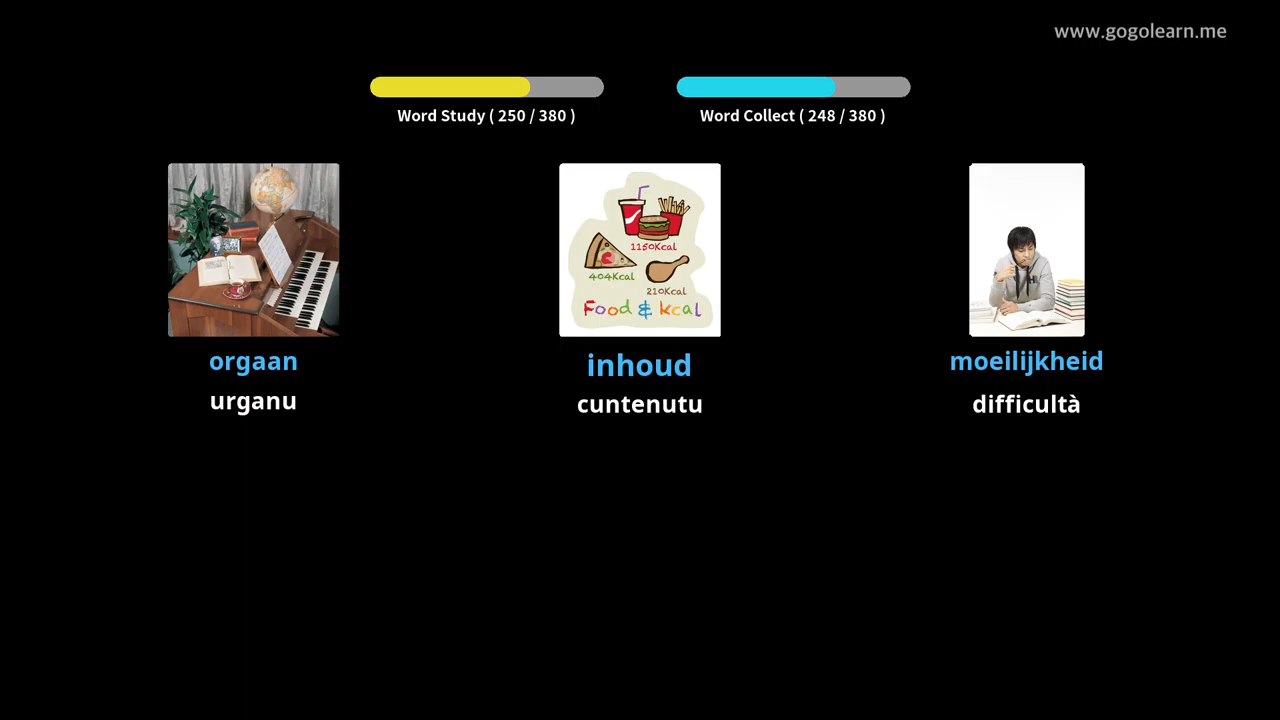 www.gogolearn.me
Word Study ( 250 / 380 )
Word Collect ( 248 / 380 )
1150Kcal
404Kcal
210Kcal
Food & kcal
orgaan
inhoud
moeilijkheid
urganu
cuntenutu
difficultà